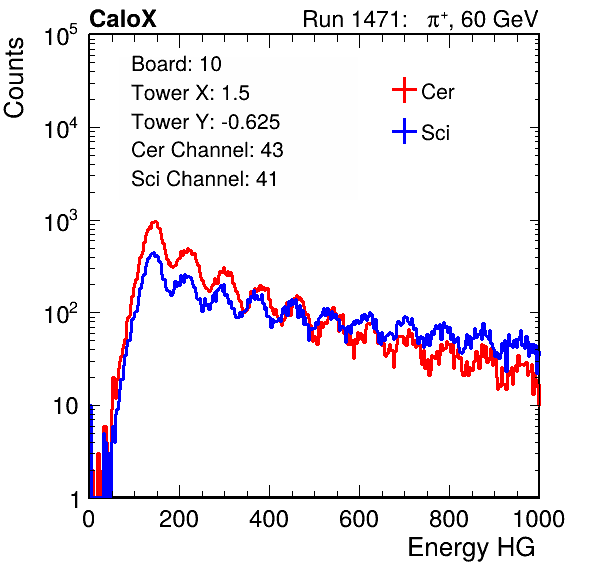 CaloX Run 1471: π⁺, 60 GeV
Counts
Board: 10
Tower X: 1.5
Tower Y: -0.625
Cer Channel: 43
Sci Channel: 41
Cer
Sci
10⁵
10⁴
10³
10²
10
1
0 200 400 600 800 1000
Energy HG